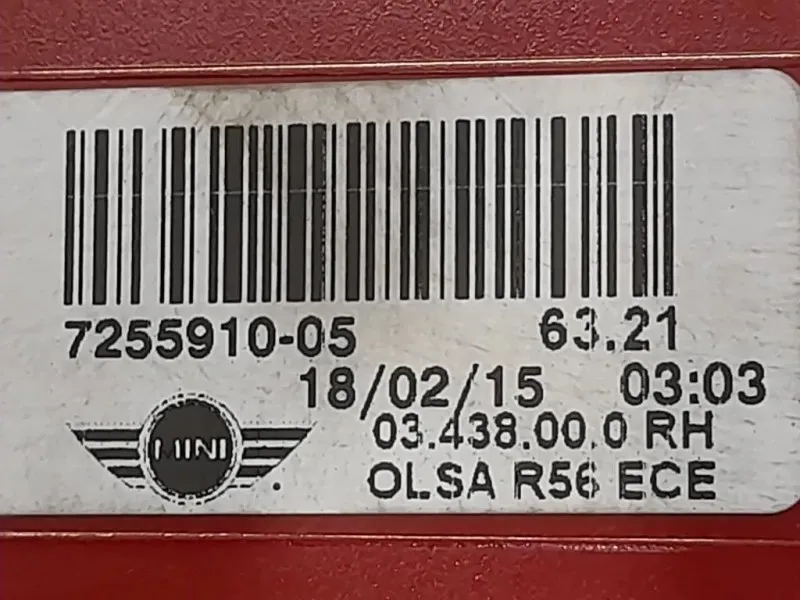 7255910-05 63.21
18/02/15 03:03
03.438.00.0 RH
MINI
OLSA R56 ECE